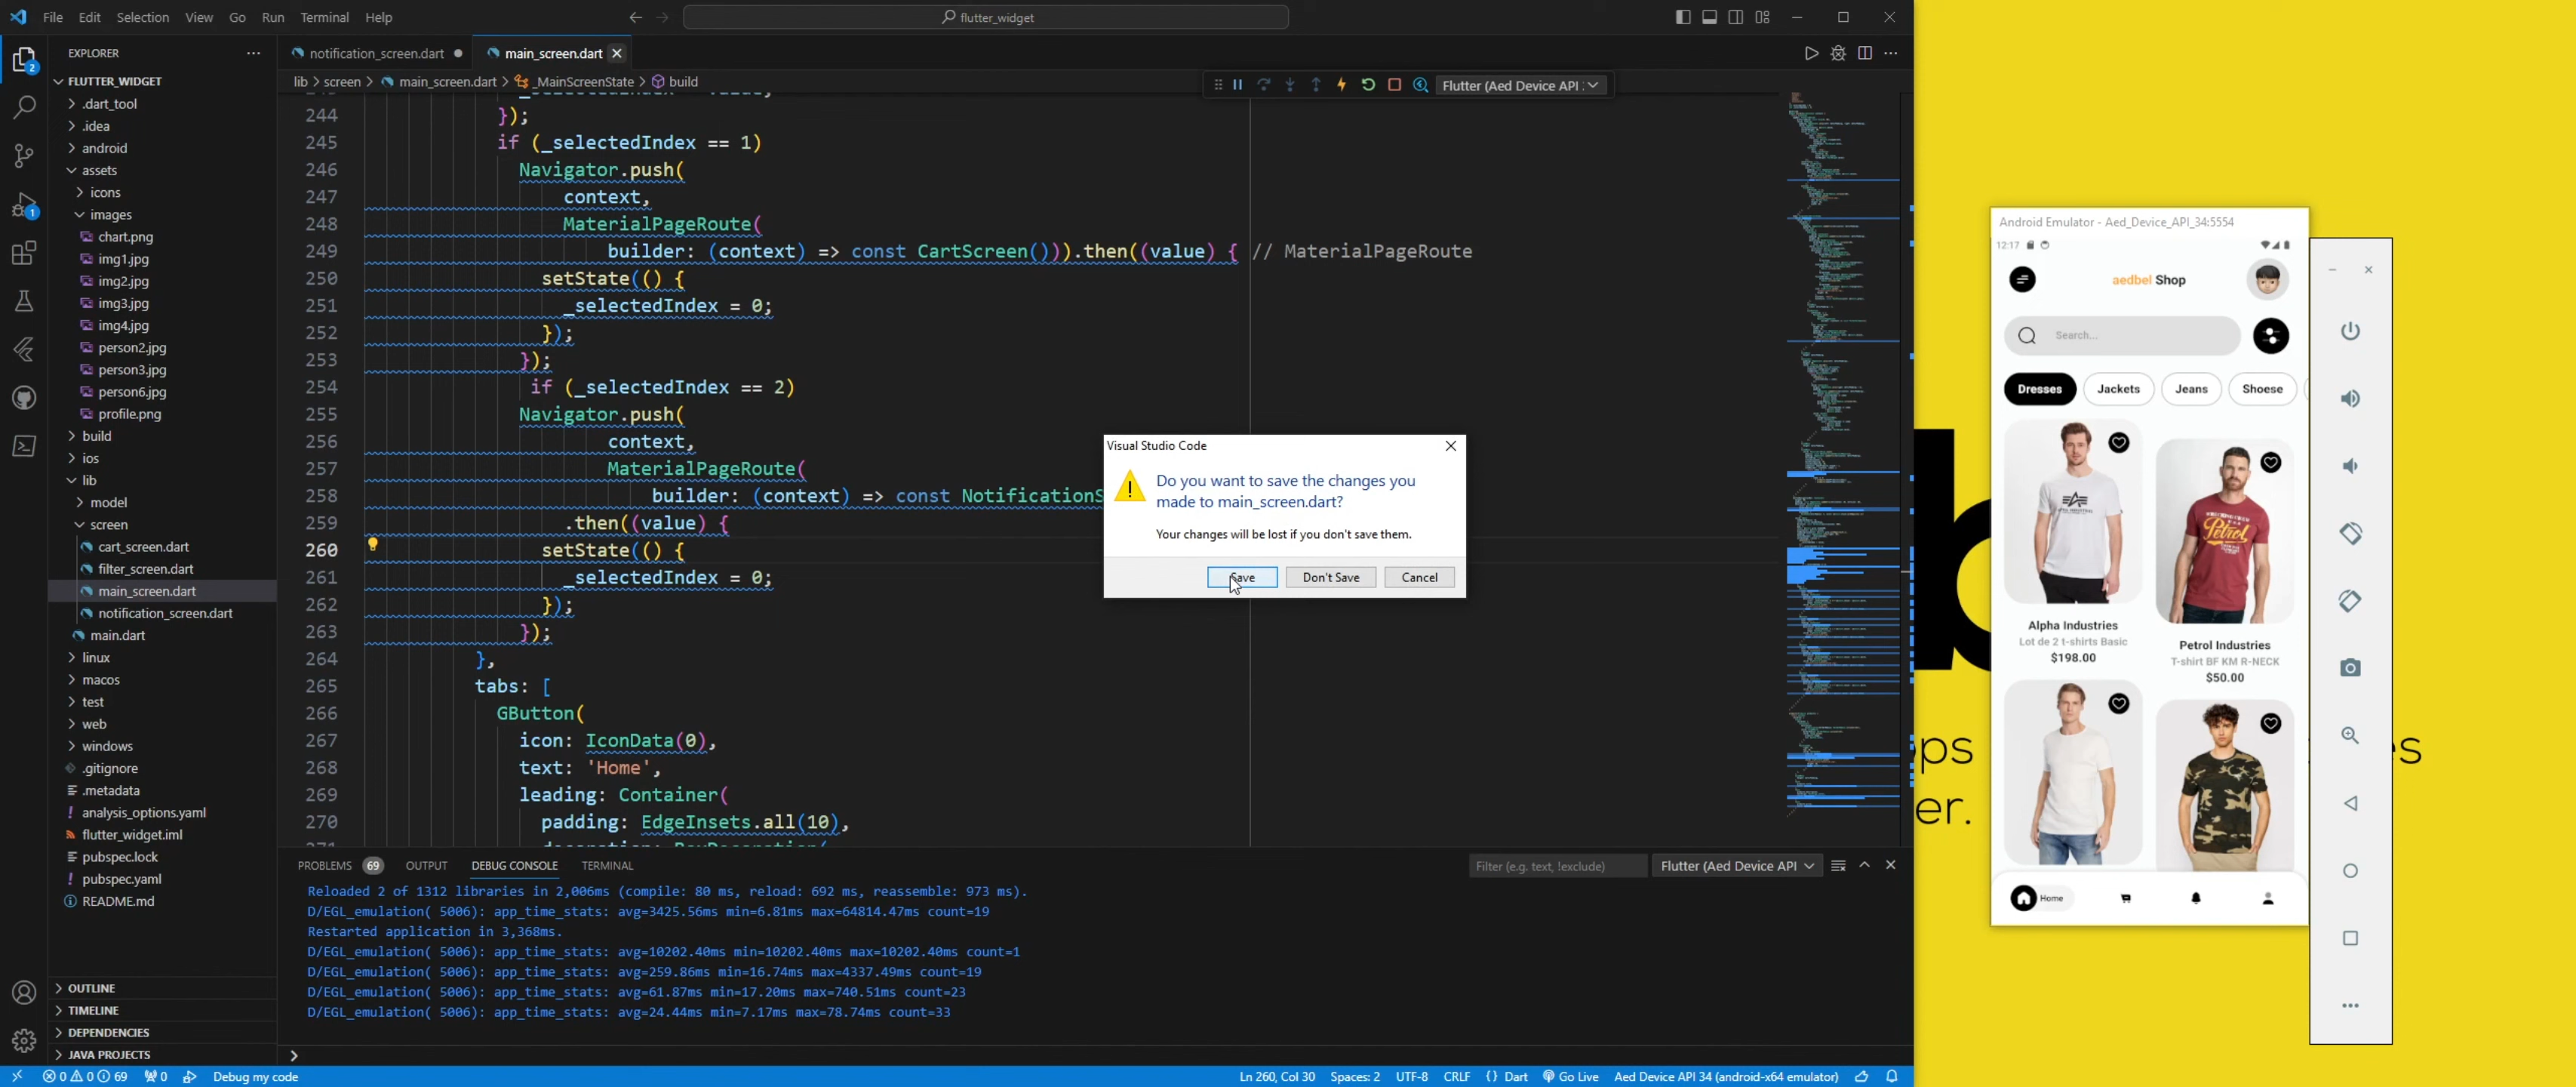 File Edit Selection View Go Run Terminal Help
flutter_widget
EXPLORER
FLUTTER_WIDGET
.dart_tool
.idea
android
assets
icons
images
chart.png
img1.jpg
img2.jpg
img3.jpg
img4.jpg
person2.jpg
person3.jpg
person6.jpg
profile.png
build
ios
lib
model
screen
cart_screen.dart
filter_screen.dart
main_screen.dart
notification_screen.dart
main.dart
linux
macos
test
web
windows
.gitignore
.metadata
analysis_options.yaml
flutter_widget.iml
pubspec.lock
pubspec.yaml
README.md
OUTLINE
TIMELINE
DEPENDENCIES
JAVA PROJECTS
2
1
notification_screen.dart main_screen.dart
lib > screen > main_screen.dart > _MainScreenState > build
Flutter (Aed Device API
244 });
245 if (_selectedIndex == 1)
246 Navigator.push(
247 context,
248 MaterialPageRoute(
249 builder: (context) => const CartScreen())).then((value) { // MaterialPageRoute
250 setState(() {
251 _selectedIndex = 0;
252 });
253 });
254 if (_selectedIndex == 2)
255 Navigator.push(
256 context,
257 MaterialPageRoute(
258 builder: (context) => const NotificationS
259 .then((value) {
260 setState(() {
261 _selectedIndex = 0;
262 });
263 });
264 },
265 tabs: [
266 GButton(
267 icon: IconData(0),
268 text: 'Home',
269 leading: Container(
270 padding: EdgeInsets.all(10),
Visual Studio Code
Do you want to save the changes you
made to main_screen.dart?
Your changes will be lost if you don't save them.
Save Don't Save Cancel
PROBLEMS 69 OUTPUT DEBUG CONSOLE TERMINAL
Filter (e.g. text, !exclude) Flutter (Aed Device API
Reloaded 2 of 1312 libraries in 2,006ms (compile: 80 ms, reload: 692 ms, reassemble: 973 ms).
D/EGL_emulation( 5006): app_time_stats: avg=3425.56ms min=6.81ms max=64814.47ms count=19
Restarted application in 3,368ms.
D/EGL_emulation( 5006): app_time_stats: avg=10202.40ms min=10202.40ms max=10202.40ms count=1
D/EGL_emulation( 5006): app_time_stats: avg=259.86ms min=16.74ms max=4337.49ms count=19
D/EGL_emulation( 5006): app_time_stats: avg=61.87ms min=17.20ms max=740.51ms count=23
D/EGL_emulation( 5006): app_time_stats: avg=24.44ms min=7.17ms max=78.74ms count=33
0 0 69 0 Debug my code
Ln 260, Col 30 Spaces: 2 UTF-8 CRLF {} Dart Go Live Aed Device API 34 (android-x64 emulator)
Android Emulator - Aed_Device_API_34:5554
12:17
aedbel Shop
Search...
Dresses Jackets Jeans Shoese
ALPHA INDUSTRIES
Petrol
Alpha Industries
Lot de 2 t-shirts Basic
$198.00
Petrol Industries
T-shirt BF KM R-NECK
$50.00
Home
b
ps
es
er.